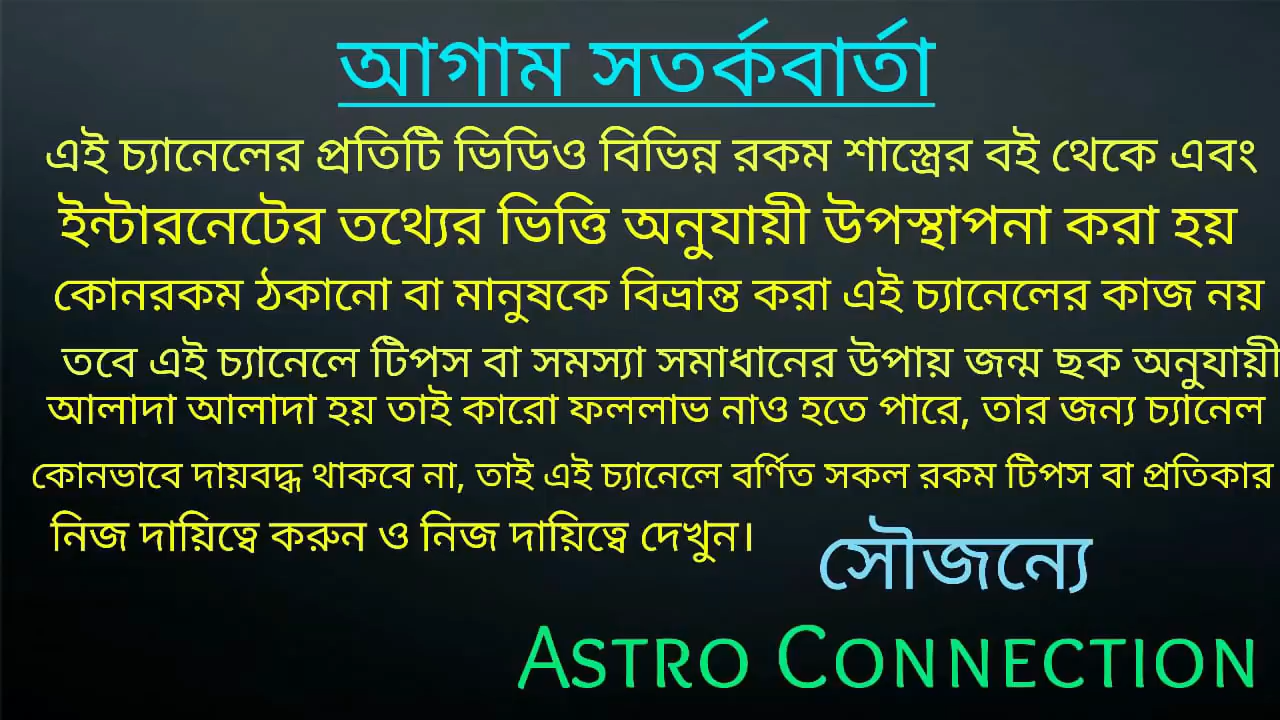 আগাম সতর্কবার্তা
এই চ্যানেলের প্রতিটি ভিডিও বিভিন্ন রকম শাস্ত্রের বই থেকে এবং
ইন্টারনেটের তথ্যের ভিত্তি অনুযায়ী উপস্থাপনা করা হয়
কোনরকম ঠকানো বা মানুষকে বিভ্রান্ত করা এই চ্যানেলের কাজ নয়
তবে এই চ্যানেলে টিপস বা সমস্যা সমাধানের উপায় জন্ম ছক অনুযায়ী
আলাদা আলাদা হয় তাই কারো ফললাভ নাও হতে পারে, তার জন্য চ্যানেল
কোনভাবে দায়বদ্ধ থাকবে না, তাই এই চ্যানেলে বর্ণিত সকল রকম টিপস বা প্রতিকার
নিজ দায়িত্বে করুন ও নিজ দায়িত্বে দেখুন।
সৌজন্যে
ASTRO CONNECTION